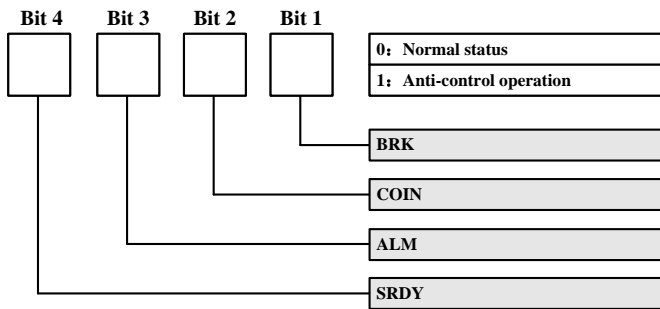 Bit 4 Bit 3 Bit 2 Bit 1
0：Normal status
1：Anti-control operation
BRK
COIN
ALM
SRDY